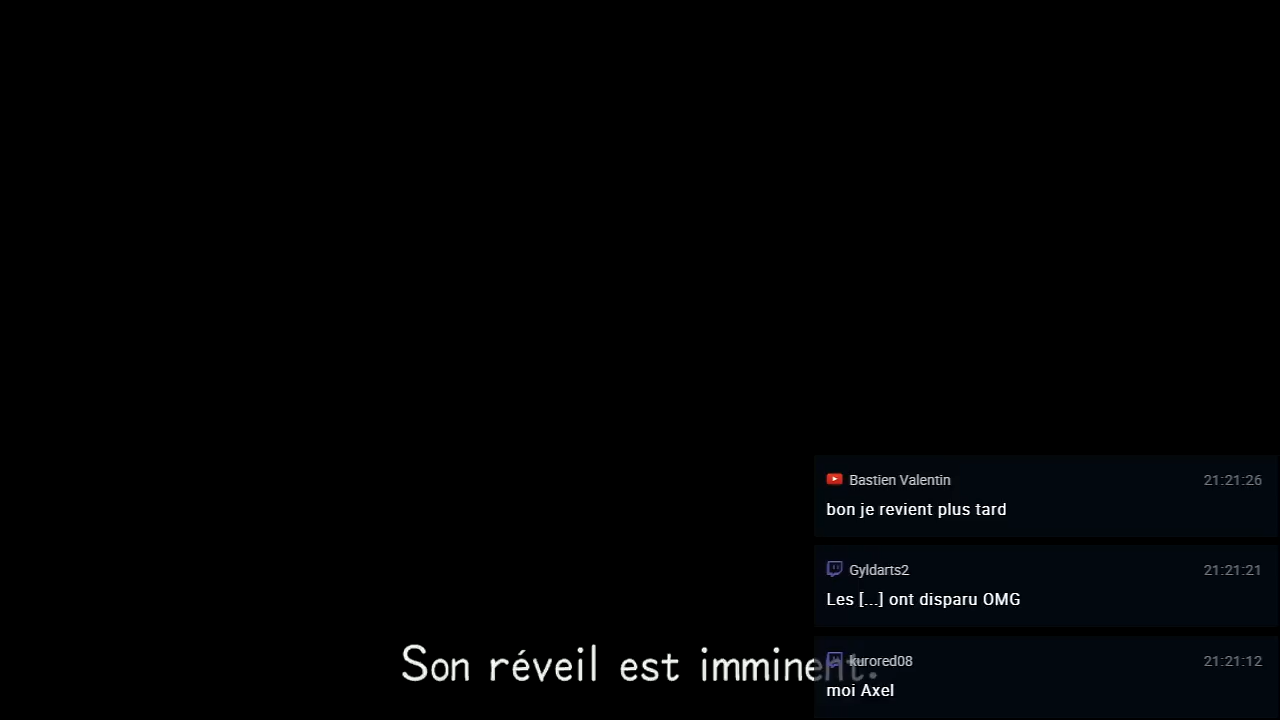 Bastien Valentin 21:21:26
bon je revient plus tard
Gyldarts2 21:21:21
Les [...] ont disparu OMG
Son réveil est imminent.
kurored08 21:21:12
moi Axel